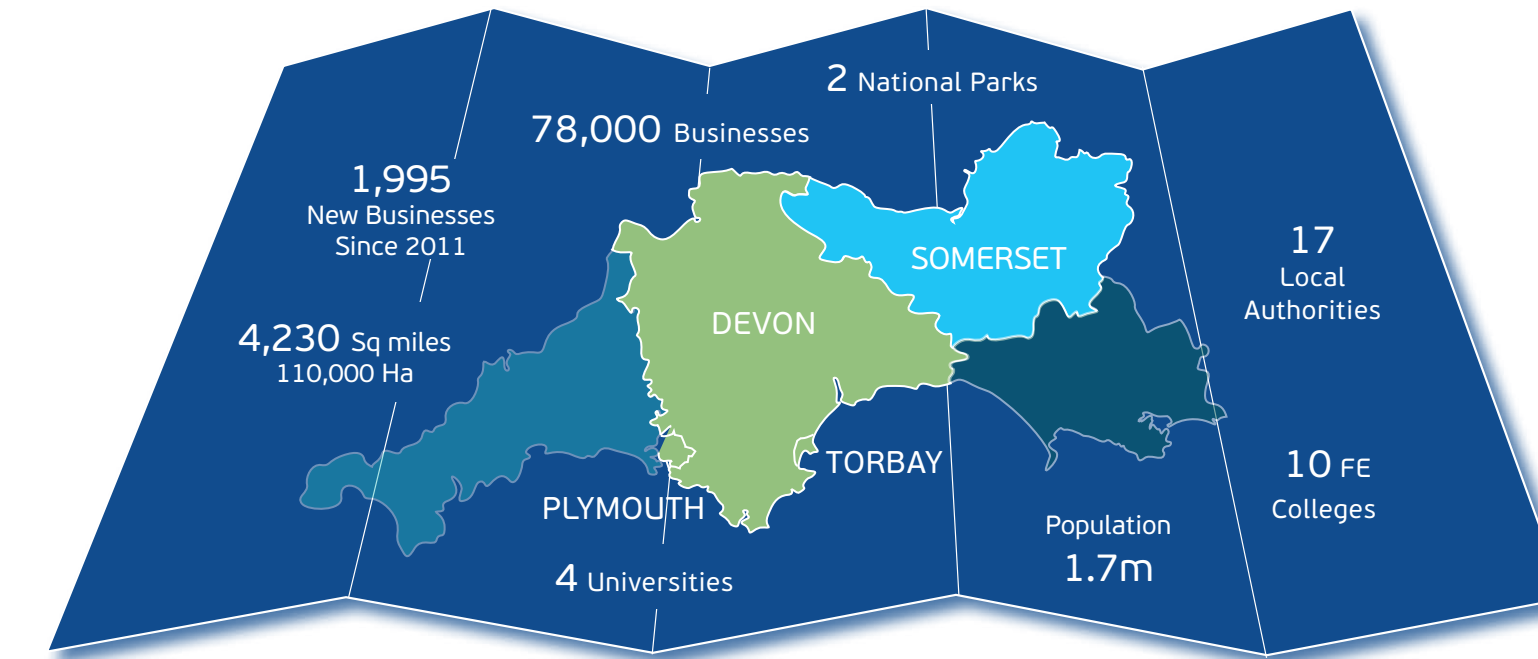 2 National Parks
78,000 Businesses
1,995
New Businesses
Since 2011
SOMERSET
17
Local
Authorities
DEVON
4,230 Sq miles
110,000 Ha
TORBAY
10 FE
Colleges
PLYMOUTH
Population
1.7m
4 Universities